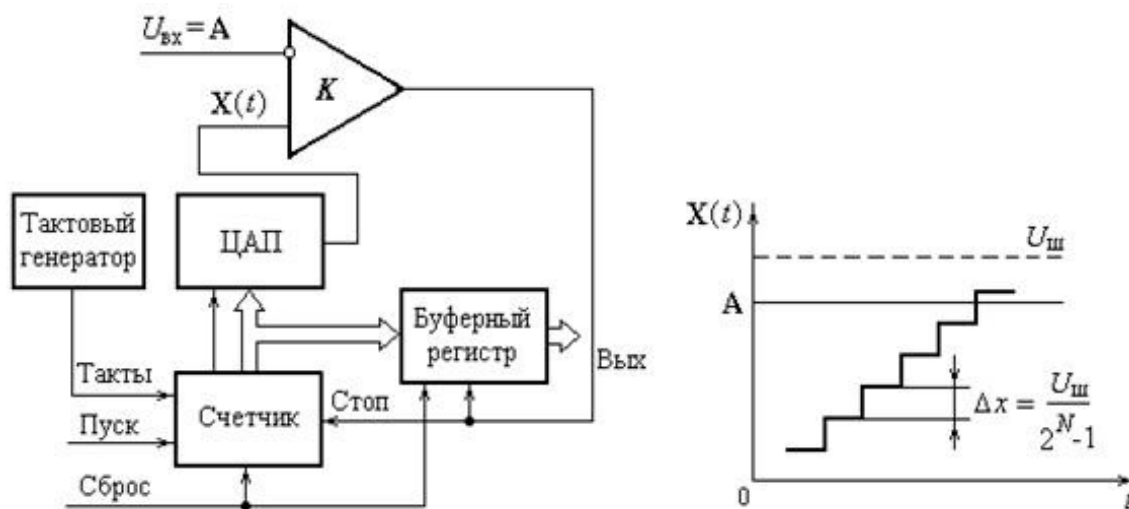 U_вх = A
K
X(t)
Тактовый
генератор
ЦАП
Буферный
регистр
Вых
Такты
Счетчик
Стоп
Пуск
Сброс
X(t)
U_ш
A
Δx = U_ш / 2^N-1
0
t